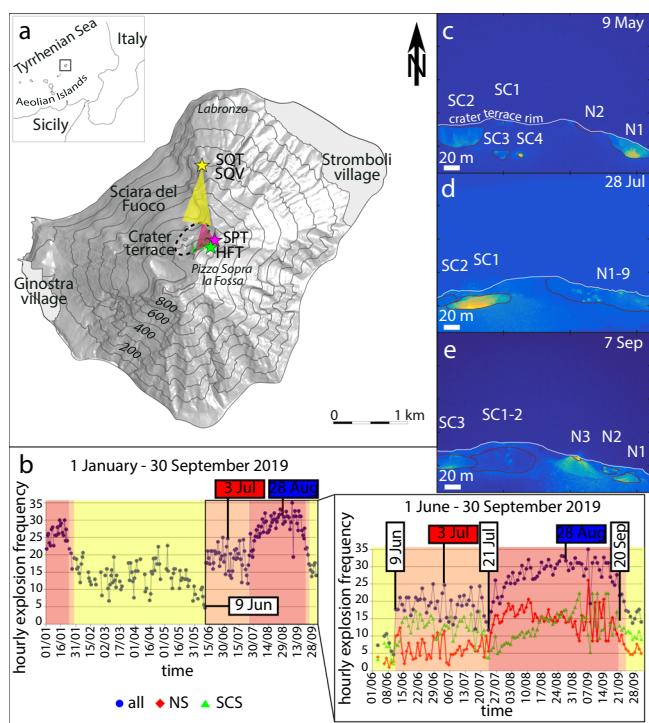 a
Tyrrhenian Sea
Italy
Aeolian Islands
Sicily
N
Labronzo
SQT
SQV
Stromboli
village
Sciara del
Fuoco
Crater
terrace
SPT
HFT
Pizzo Sopra
la Fossa
Ginostra
village
800
600
400
200
0 1 km
c
9 May
SC1
SC2
crater terrace rim
N2
SC3 SC4
N1
20 m
d
28 Jul
SC2 SC1
N1-9
20 m
e
7 Sep
SC1-2
SC3
N3
N2
N1
20 m
b
1 January - 30 September 2019
3 Jul
28 Aug
hourly explosion frequency
35
30
25
20
15
10
5
0
9 Jun
01/01
16/01
31/01
15/02
02/03
17/03
01/04
16/04
01/05
16/05
31/05
15/06
30/06
15/07
30/07
14/08
29/08
13/09
28/09
time
all NS SCS
1 June - 30 September 2019
9 Jun
3 Jul
21 Jul
28 Aug
20 Sep
hourly explosion frequency
35
30
25
20
15
10
5
0
01/06
08/06
15/06
22/06
29/06
06/07
13/07
20/07
27/07
03/08
10/08
17/08
24/08
31/08
07/09
14/09
21/09
28/09
time